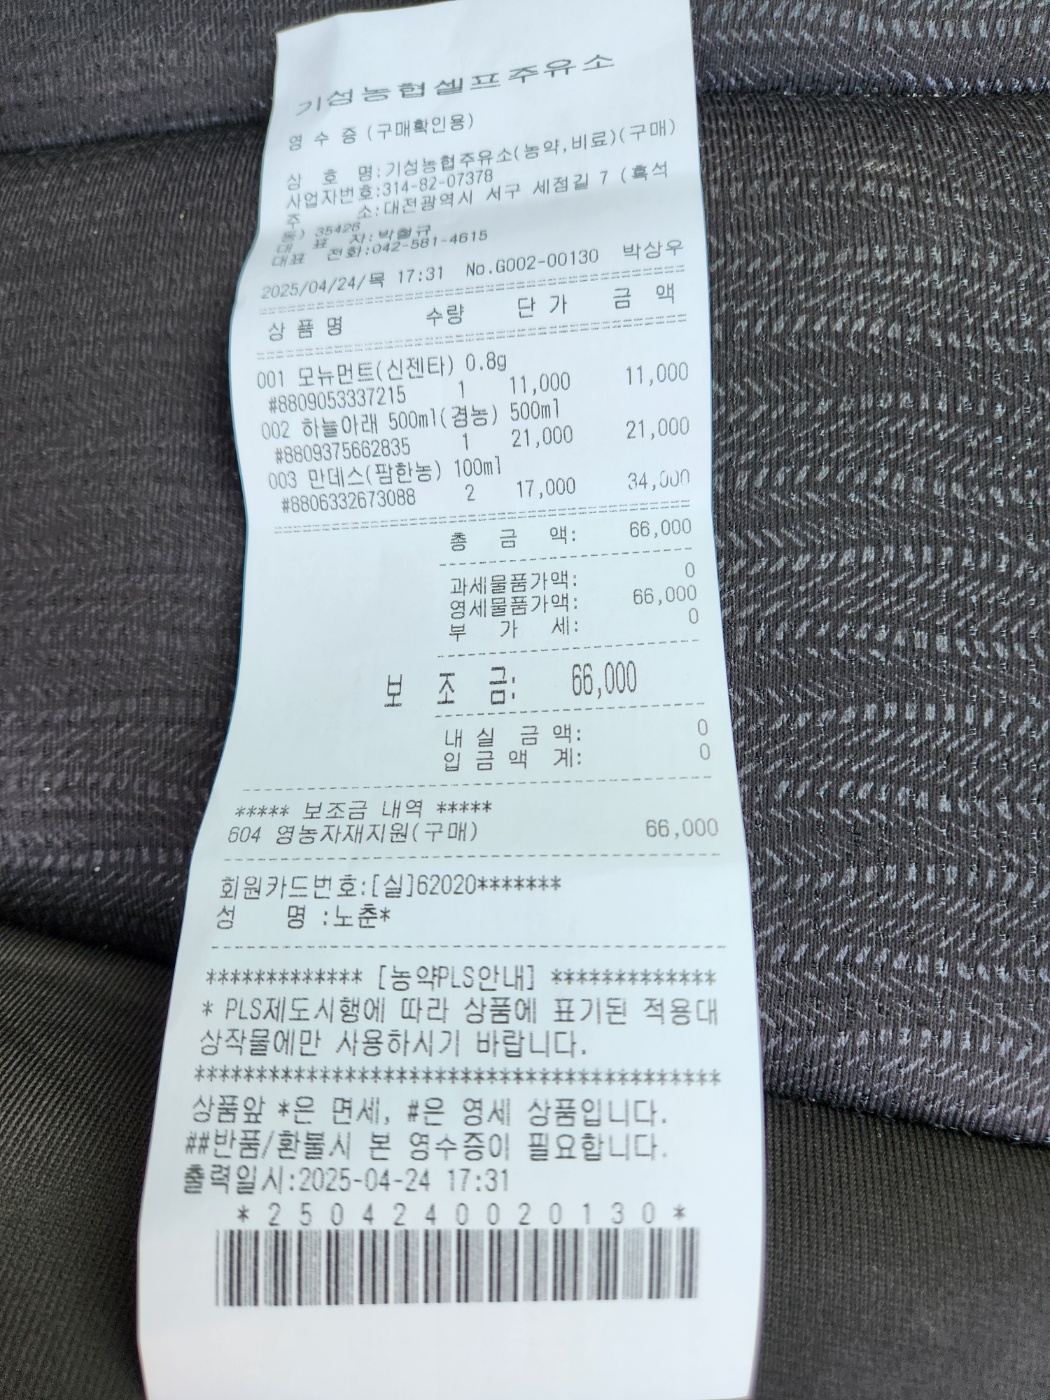 기성농협셀프주유소
영 수 증 (구매확인용)
상 호 명:기성농협주유소(농약,비료)(구매)
사업자번호:314-82-07378
주 소:대전광역시 서구 세점길 7 (흑석
동) 35426
대 표 자:박철규
대표 전화:042-581-4615
2025/04/24/목 17:31 No.G002-00130 박상우
상 품 명 수량 단 가 금 액
001 모뉴먼트(신젠타) 0.8g
#8809053337215 1 11,000 11,000
002 하늘아래 500ml(경농) 500ml
#8809375662835 1 21,000 21,000
003 만데스(팜한농) 100ml
#8806332673088 2 17,000 34,000
총 금 액: 66,000
과세물품가액: 0
영세물품가액: 66,000
부 가 세: 0
보 조 금: 66,000
내 실 금 액: 0
입 금 액 계: 0
***** 보조금 내역 *****
604 영농자재지원(구매) 66,000
회원카드번호:[실]62020*******
성 명 :노춘*
************ [농약PLS안내] ************
* PLS제도시행에 따라 상품에 표기된 적용대
상작물에만 사용하시기 바랍니다.
****************************************
상품앞 *은 면세, #은 영세 상품입니다.
##반품/환불시 본 영수증이 필요합니다.
출력일시:2025-04-24 17:31
*2504240020130*